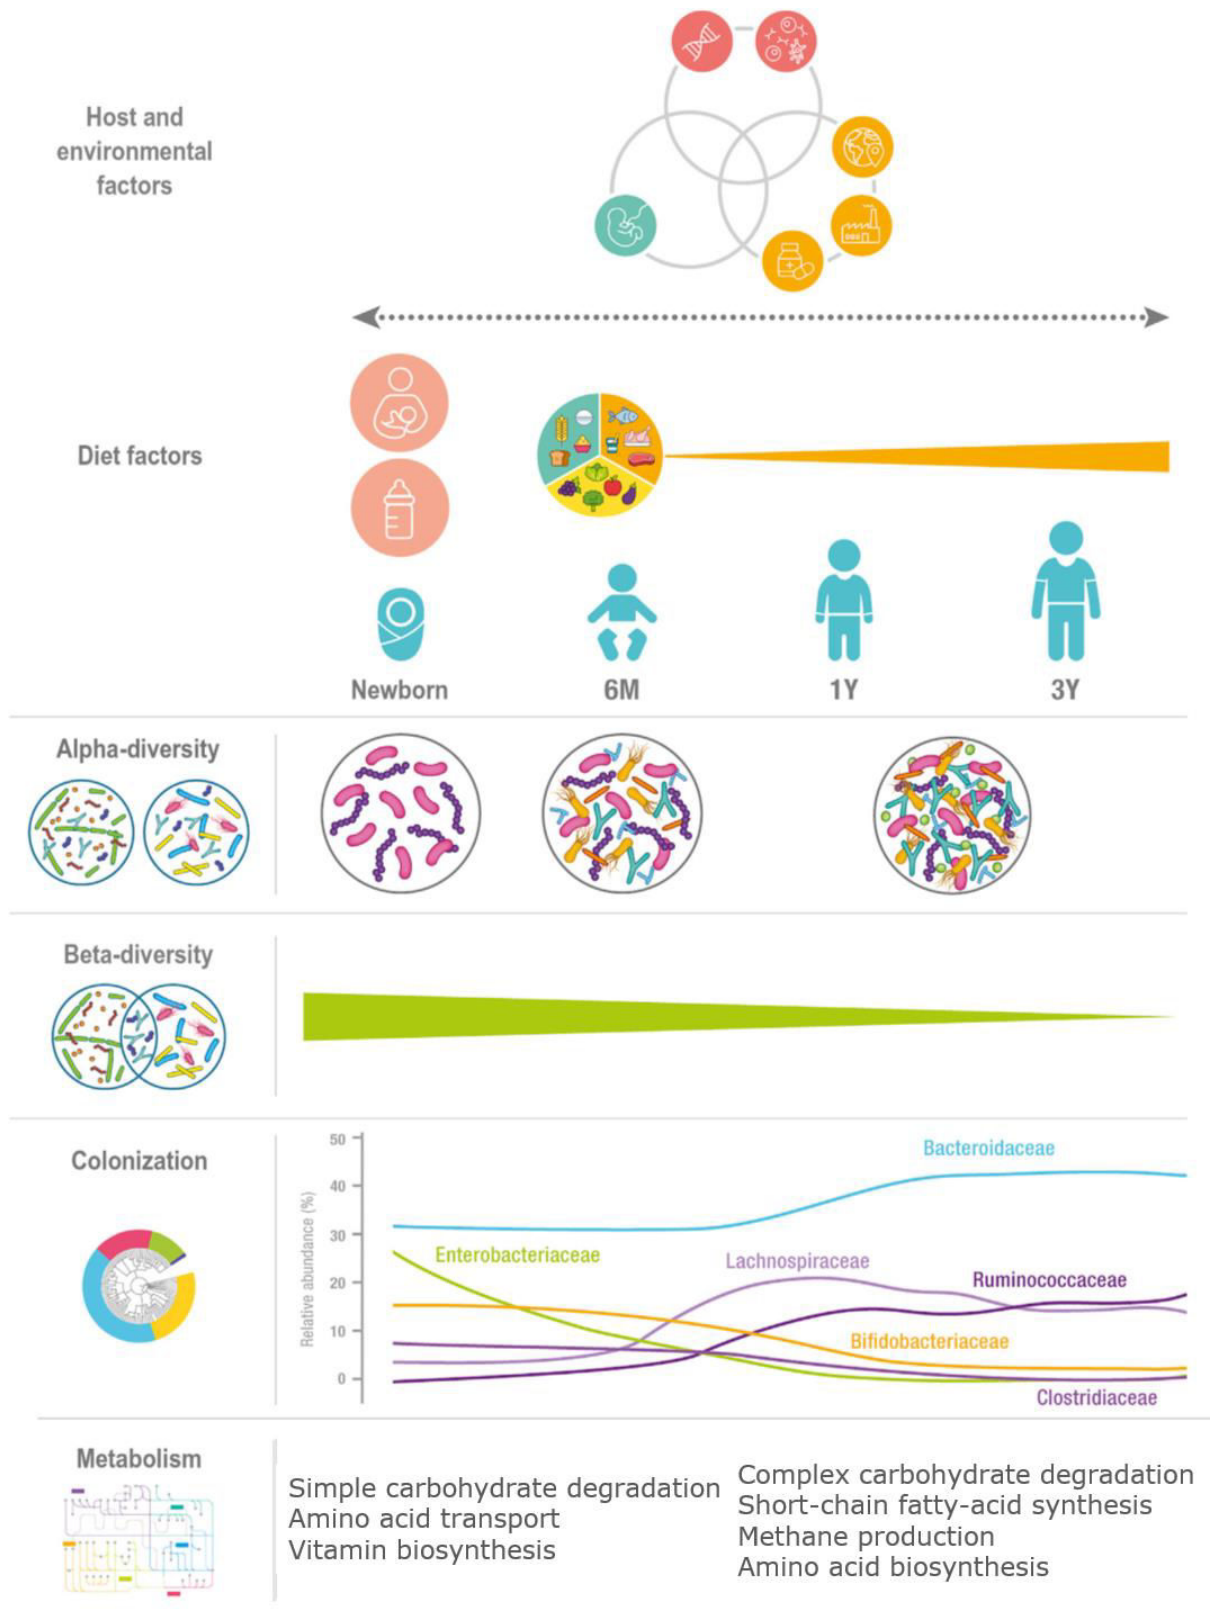 Host and
environmental
factors
Diet factors
Newborn
6M
1Y
3Y
Alpha-diversity
Beta-diversity
Colonization
Relative abundance (%)
50
40
30
20
10
0
Bacteroidaceae
Enterobacteriaceae
Lachnospiraceae
Ruminococcaceae
Bifidobacteriaceae
Clostridiaceae
Metabolism
Simple carbohydrate degradation
Amino acid transport
Vitamin biosynthesis
Complex carbohydrate degradation
Short-chain fatty-acid synthesis
Methane production
Amino acid biosynthesis